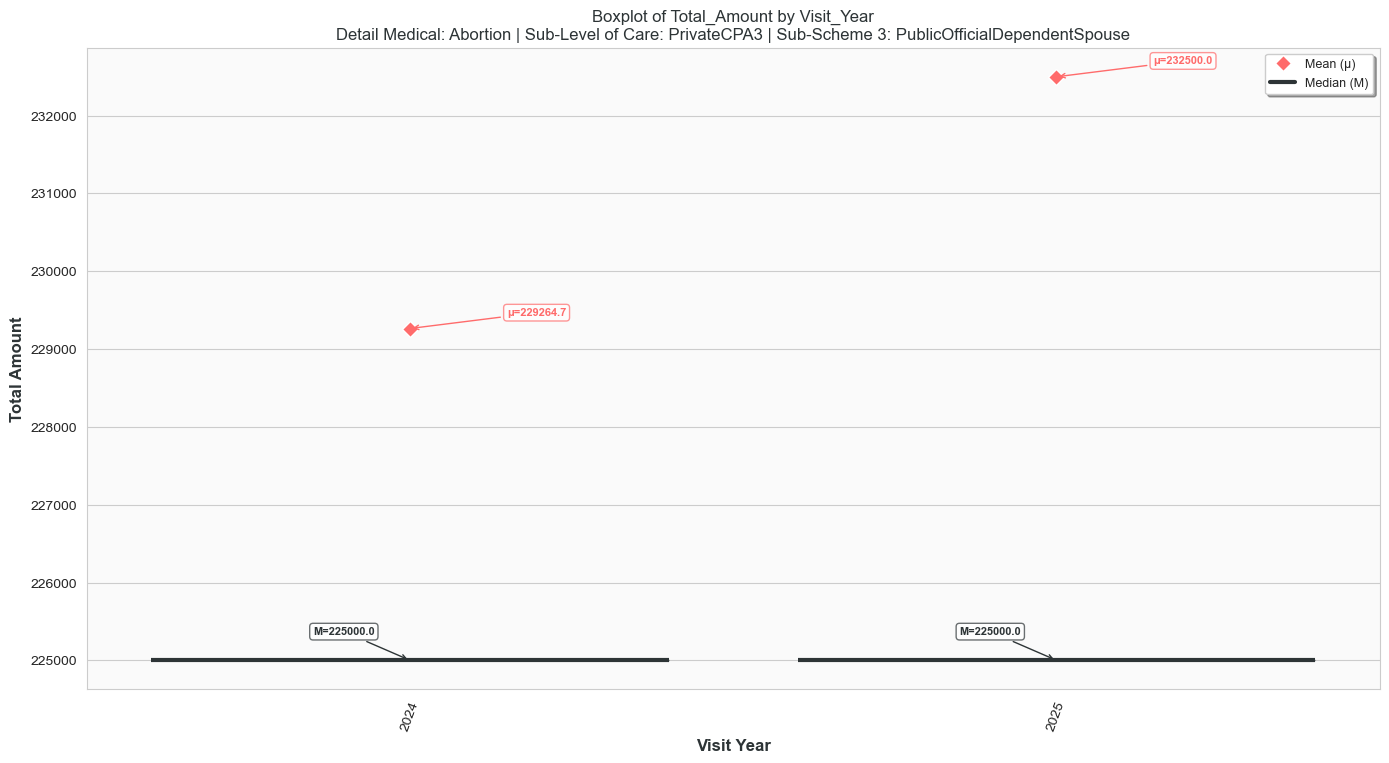 Boxplot of Total_Amount by Visit_Year
Detail Medical: Abortion | Sub-Level of Care: PrivateCPA3 | Sub-Scheme 3: PublicOfficialDependentSpouse
Mean (μ)
Median (M)
μ=232500.0
μ=229264.7
M=225000.0
M=225000.0
232000
231000
230000
229000
228000
227000
226000
225000
Total Amount
2024
2025
Visit Year